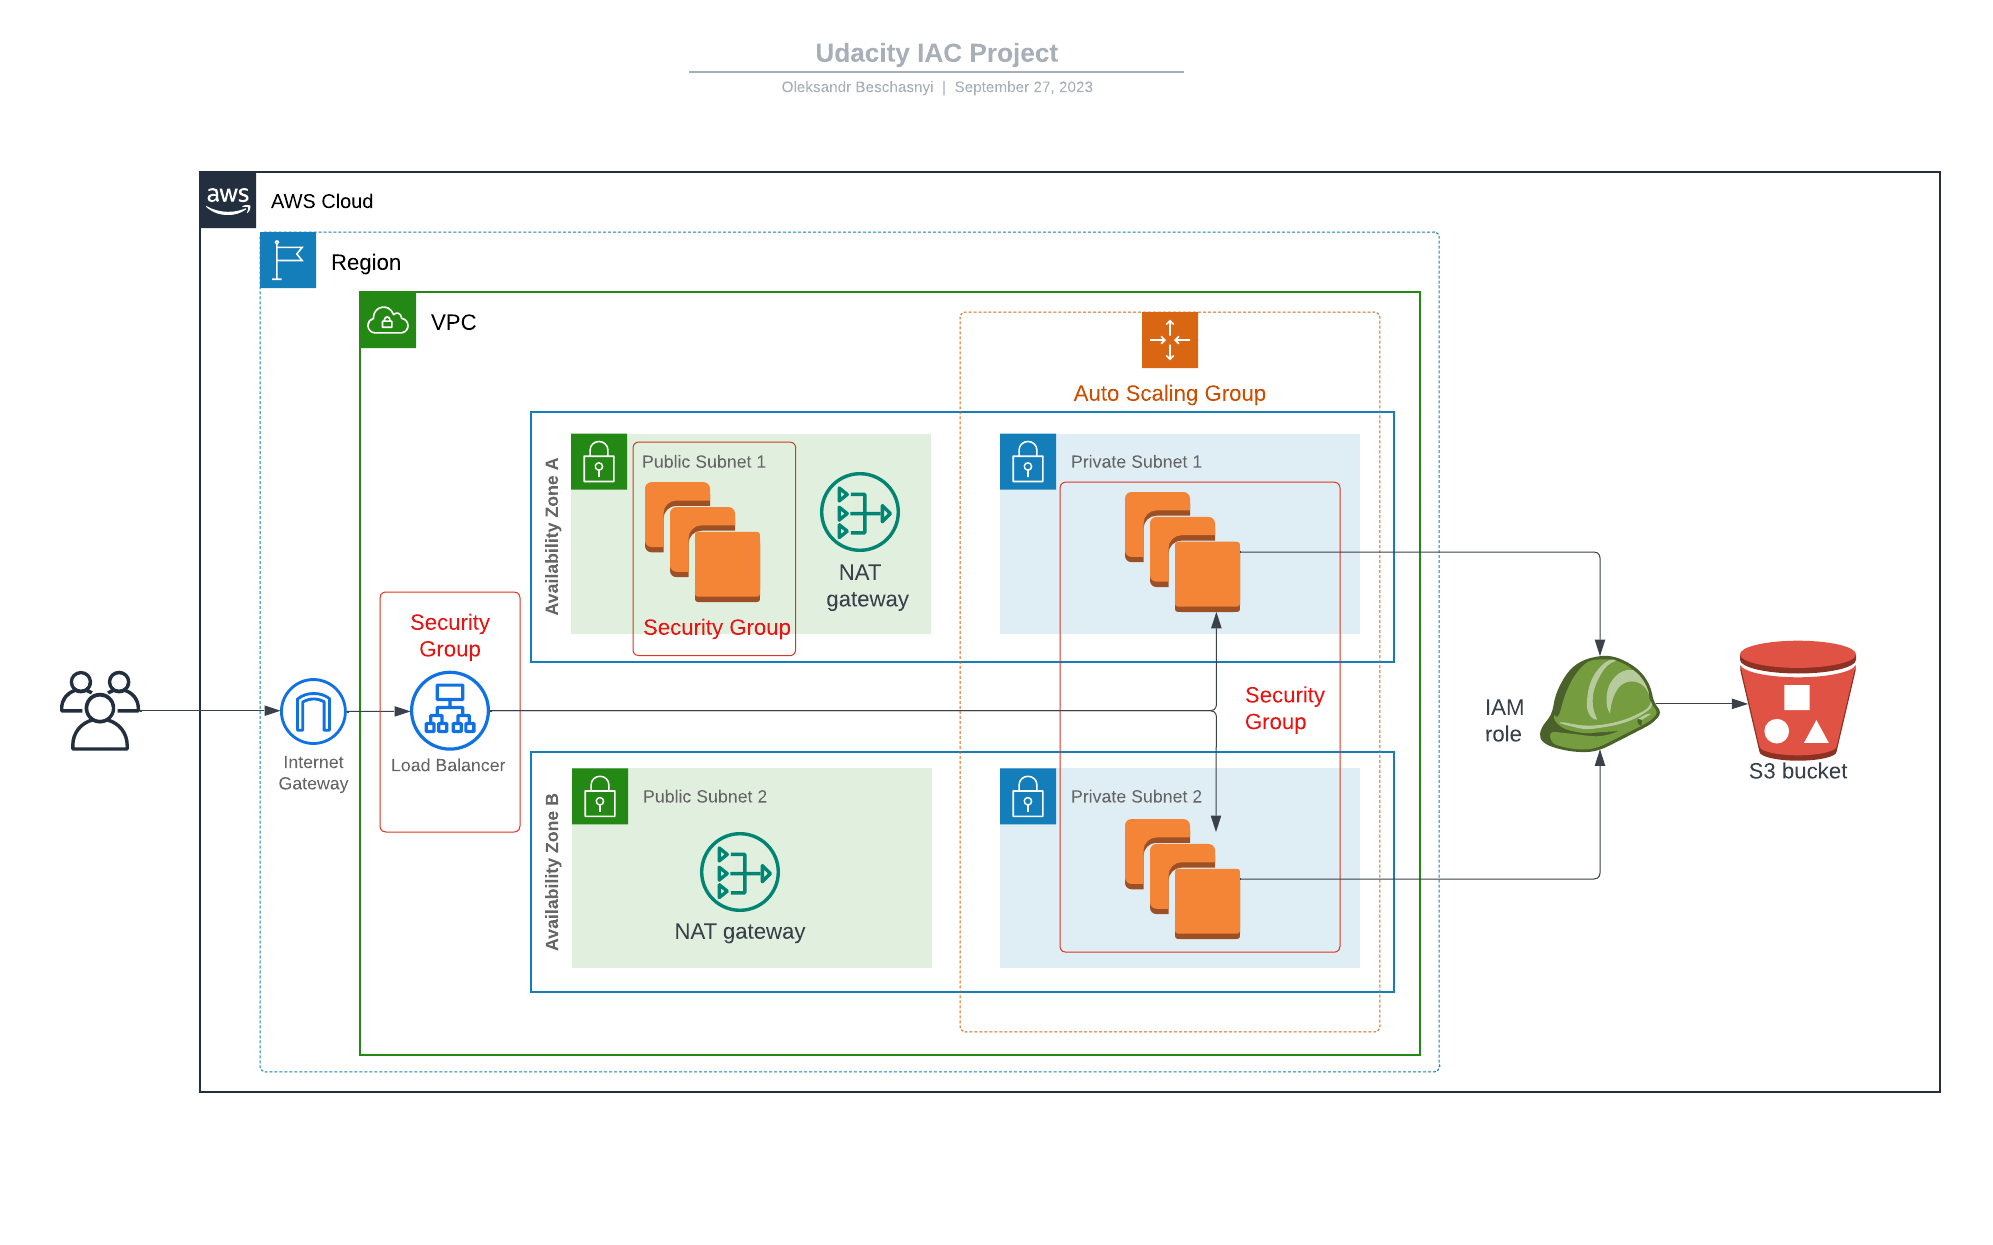 Udacity IAC Project
Oleksandr Beschasnyi | September 27, 2023
aws
AWS Cloud
Region
VPC
Auto Scaling Group
Availability Zone A
Public Subnet 1
Security Group
NAT
gateway
Private Subnet 1
Security
Group
Internet
Gateway
Load Balancer
Security
Group
IAM
role
S3 bucket
Availability Zone B
Public Subnet 2
NAT gateway
Private Subnet 2